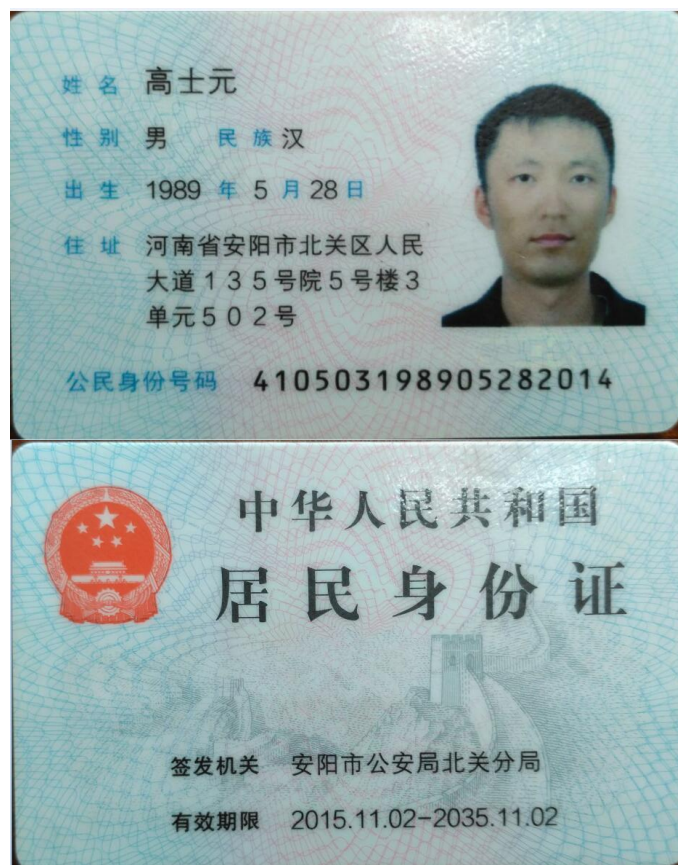 姓名 高士元
性别 男 民族 汉
出生 1989 年 5 月 28 日
住址 河南省安阳市北关区人民
大道135号院5号楼3
单元502号
公民身份号码 410503198905282014
中华人民共和国
居民身份证
签发机关 安阳市公安局北关分局
有效期限 2015.11.02-2035.11.02